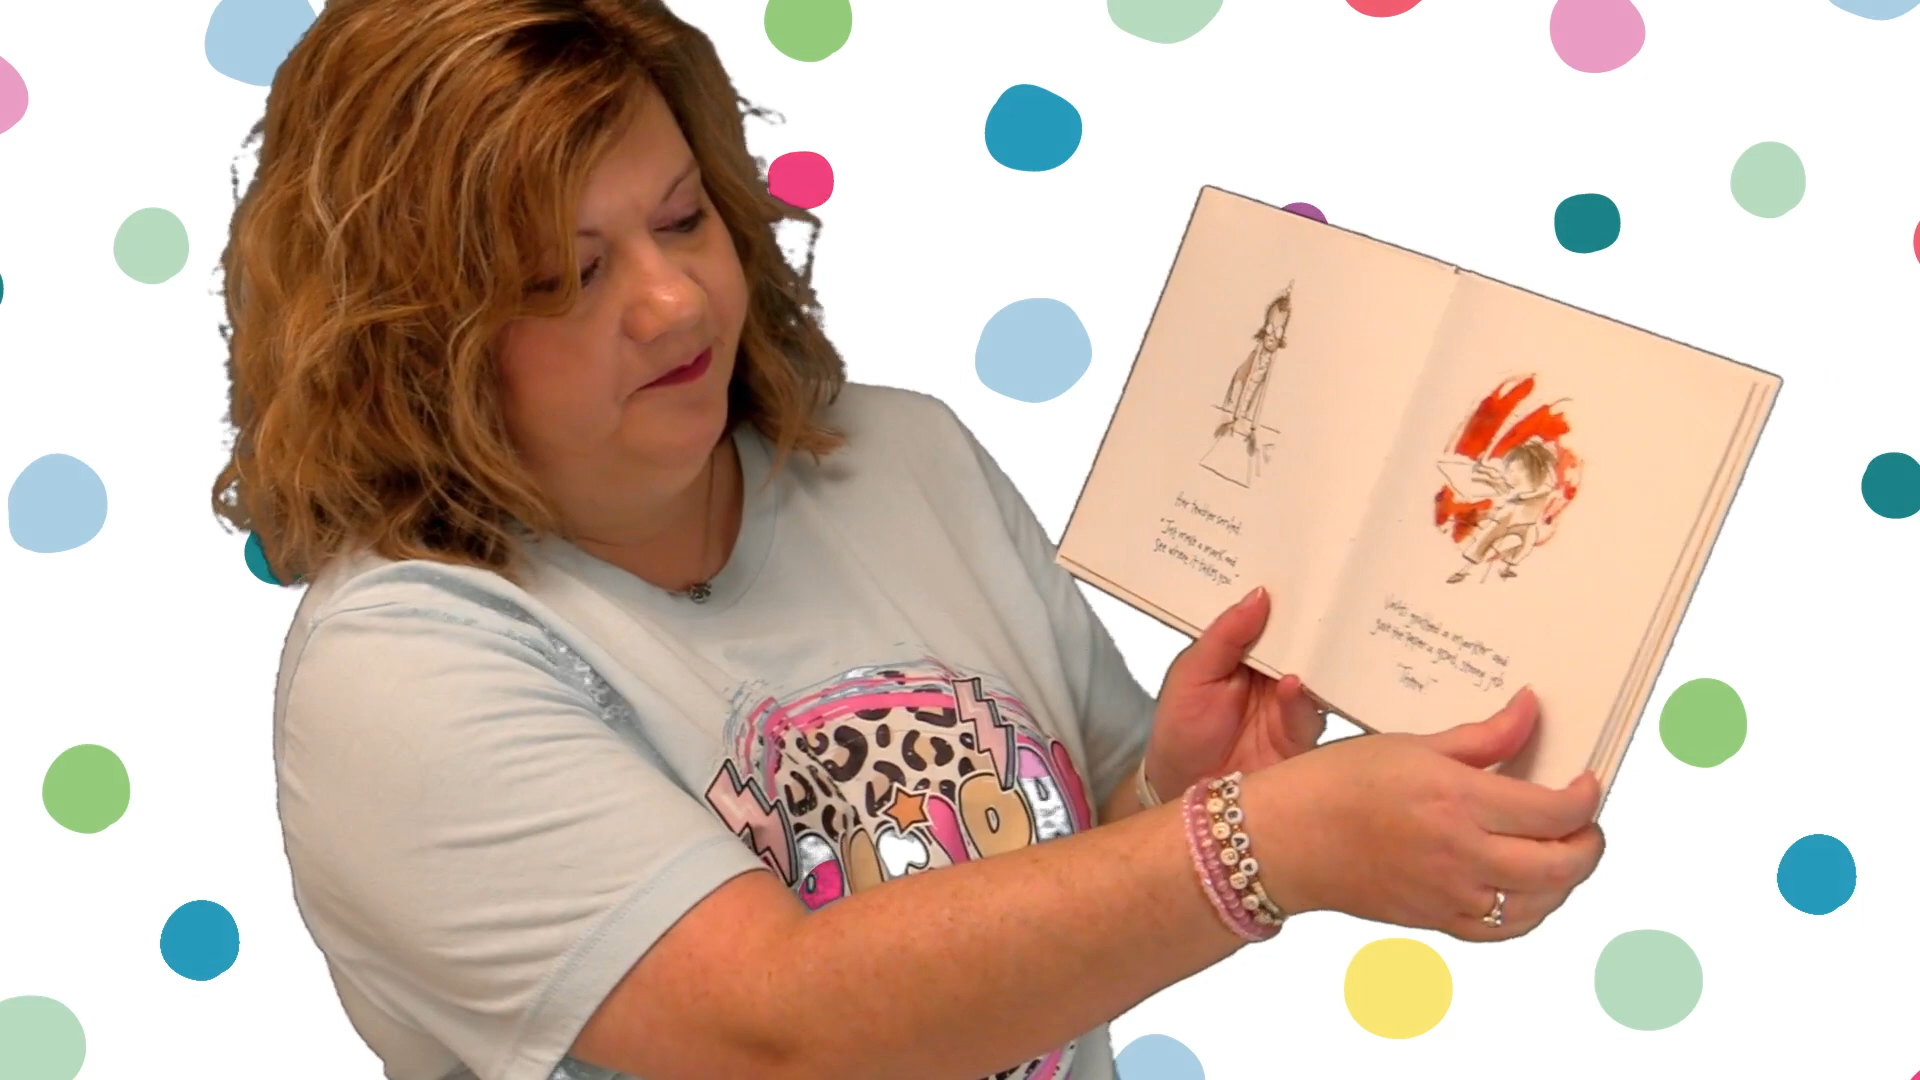 Her teacher smiled.
"Just make a mark and
see where it takes you."
Vashti grabbed a marker and
gave the paper a good, strong jab.
"There!"